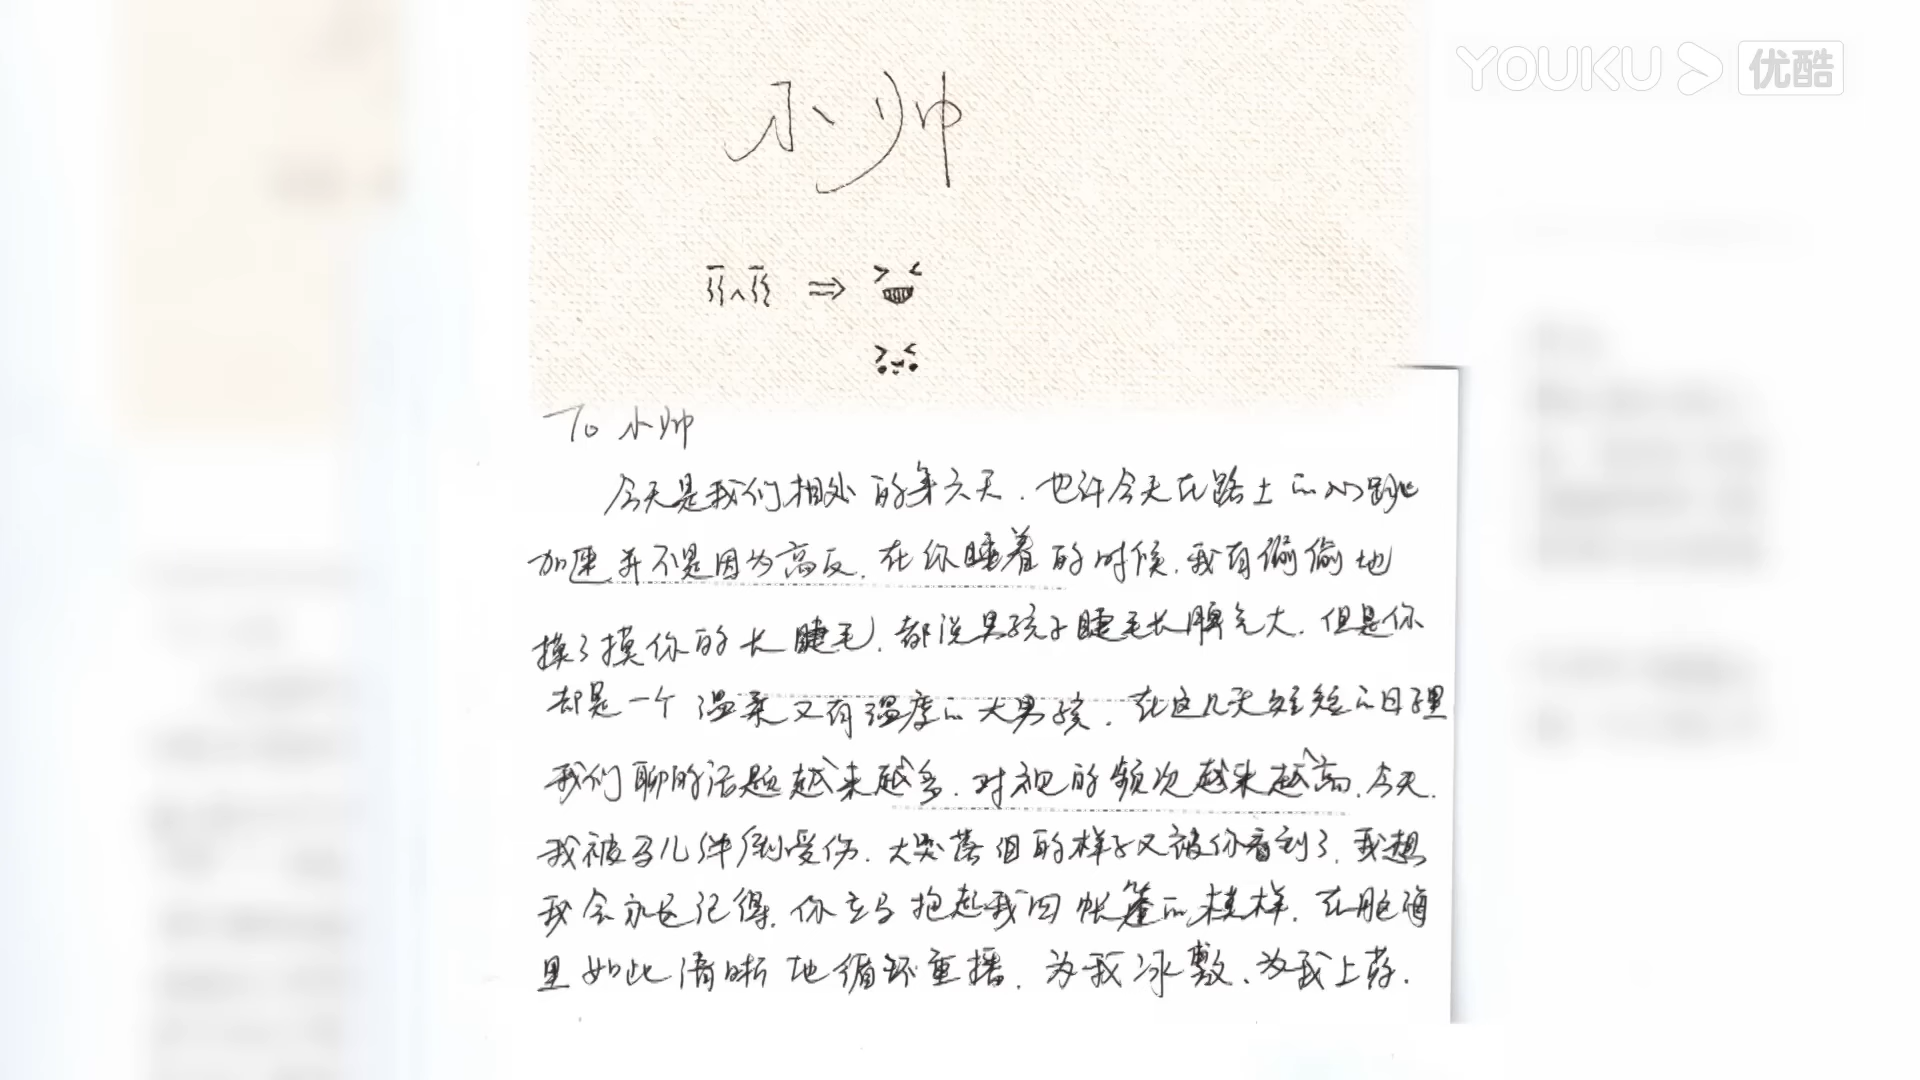 YOUKU 优酷
小帅
To 小帅
今天是我们相处的第六天.也许今天在路上的心跳
加速并不是因为高反.在你睡着的时候.我有偷偷地
摸了摸你的长睫毛.都说男孩子睫毛长脾气大.但是你
却是一个温柔又有温度的大男孩.在这几天短短的日子里
我们聊的话题越来越多.对视的频次越来越高.今天.
我被马儿绊倒受伤.大哭落泪的样子又被你看到了.我想
我会永远记得.你立马抱起我回帐篷的模样.在脑海
里如此清晰地循环重播.为我冰敷、为我上药.